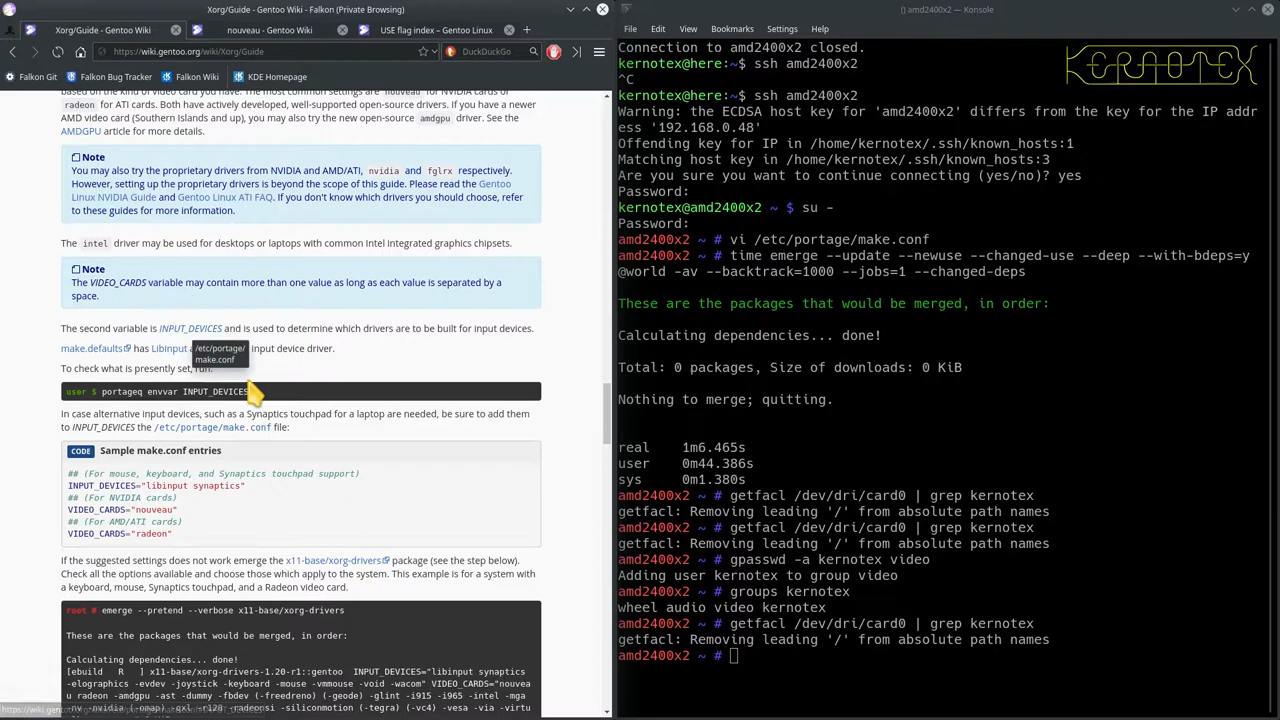 Xorg/Guide – Gentoo Wiki – Falkon (Private Browsing)
Xorg/Guide - Gentoo Wiki
nouveau - Gentoo Wiki
USE flag index – Gentoo Linux
https://wiki.gentoo.org/wiki/Xorg/Guide
DuckDuckGo
Falkon Git
Falkon Bug Tracker
Falkon Wiki
KDE Homepage
based on the kind of video card you have. The most common settings are nouveau for NVIDIA cards or
radeon for ATI cards. Both have actively developed, well-supported open-source drivers. If you have a newer
AMD video card (Southern Islands and up), you may also try the new open-source amdgpu driver. See the
AMDGPU article for more details.
Note
You may also try the proprietary drivers from NVIDIA and AMD/ATI, nvidia and fglrx respectively.
However, setting up the proprietary drivers is beyond the scope of this guide. Please read the Gentoo
Linux NVIDIA Guide and Gentoo Linux ATI FAQ. If you don't know which drivers you should choose, refer
to these guides for more information.
The intel driver may be used for desktops or laptops with common Intel integrated graphics chipsets.
Note
The VIDEO_CARDS variable may contain more than one value as long as each value is separated by a
space.
The second variable is INPUT_DEVICES and is used to determine which drivers are to be built for input devices.
make.defaults has Libinput input device driver.
/etc/portage/
make.conf
To check what is presently set, run:
user $ portageq envvar INPUT_DEVICES
In case alternative input devices, such as a Synaptics touchpad for a laptop are needed, be sure to add them
to INPUT_DEVICES the /etc/portage/make.conf file:
CODE Sample make.conf entries
## (For mouse, keyboard, and Synaptics touchpad support)
INPUT_DEVICES="libinput synaptics"
## (For NVIDIA cards)
VIDEO_CARDS="nouveau"
## (For AMD/ATI cards)
VIDEO_CARDS="radeon"
If the suggested settings does not work emerge the x11-base/xorg-drivers package (see the step below).
Check all the options available and choose those which apply to the system. This example is for a system with
a keyboard, mouse, Synaptics touchpad, and a Radeon video card.
root # emerge --pretend --verbose x11-base/xorg-drivers
These are the packages that would be merged, in order:
Calculating dependencies... done!
[ebuild   R   ] x11-base/xorg-drivers-1.20-r1::gentoo  INPUT_DEVICES="libinput synaptics
-elographics -evdev -joystick -keyboard -mouse -vmmouse -void -wacom" VIDEO_CARDS="nouvea
u radeon -amdgpu -ast -dummy -fbdev (-freedreno) (-geode) -glint -i915 -i965 -intel -mga
() amd2400x2 — Konsole
File Edit View Bookmarks Settings Help
KERNOTEX
Connection to amd2400x2 closed.
kernotex@here:~$ ssh amd2400x2
^C
kernotex@here:~$ ssh amd2400x2
Warning: the ECDSA host key for 'amd2400x2' differs from the key for the IP addr
ess '192.168.0.48'
Offending key for IP in /home/kernotex/.ssh/known_hosts:1
Matching host key in /home/kernotex/.ssh/known_hosts:3
Are you sure you want to continue connecting (yes/no)? yes
Password:
kernotex@amd2400x2 ~ $ su -
Password:
amd2400x2 ~ # vi /etc/portage/make.conf
amd2400x2 ~ # time emerge --update --newuse --changed-use --deep --with-bdeps=y
@world -av --backtrack=1000 --jobs=1 --changed-deps
These are the packages that would be merged, in order:
Calculating dependencies... done!
Total: 0 packages, Size of downloads: 0 KiB
Nothing to merge; quitting.
real    1m6.465s
user    0m44.386s
sys     0m1.380s
amd2400x2 ~ # getfacl /dev/dri/card0 | grep kernotex
getfacl: Removing leading '/' from absolute path names
amd2400x2 ~ # getfacl /dev/dri/card0 | grep kernotex
getfacl: Removing leading '/' from absolute path names
amd2400x2 ~ # gpasswd -a kernotex video
Adding user kernotex to group video
amd2400x2 ~ # groups kernotex
wheel audio video kernotex
amd2400x2 ~ # getfacl /dev/dri/card0 | grep kernotex
getfacl: Removing leading '/' from absolute path names
amd2400x2 ~ #